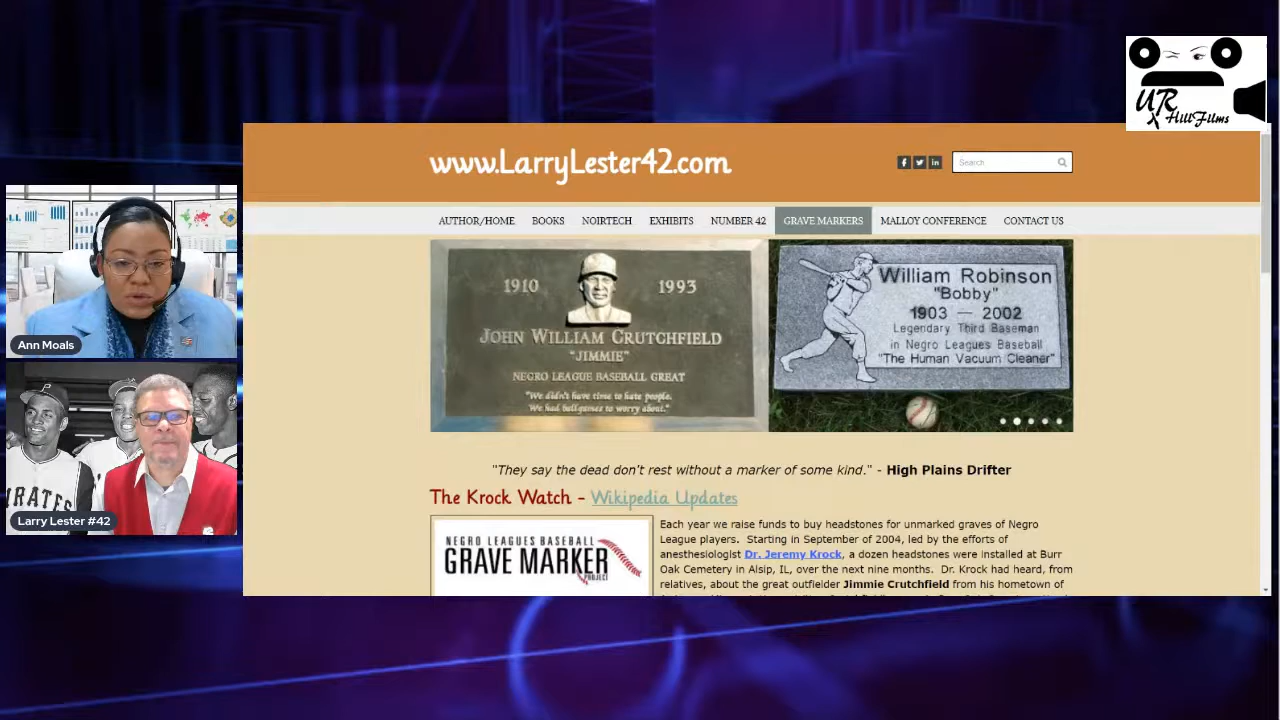 UR
HillFilms
www.LarryLester42.com
Search
AUTHOR/HOME BOOKS NOIRTECH EXHIBITS NUMBER 42 GRAVE MARKERS MALLOY CONFERENCE CONTACT US
1910 1993
JOHN WILLIAM CRUTCHFIELD
"JIMMIE"
NEGRO LEAGUE BASEBALL GREAT
"We didn't have time to hate people.
We had ballgames to worry about."
William Robinson
"Bobby"
1903 — 2002
Legendary Third Baseman
in Negro Leagues Baseball
"The Human Vacuum Cleaner"
Ann Moals
PIRATES
Larry Lester #42
"They say the dead don't rest without a marker of some kind." - High Plains Drifter
The Krock Watch - Wikipedia Updates
NEGRO LEAGUES BASEBALL
GRAVE MARKER
PROJECT
Each year we raise funds to buy headstones for unmarked graves of Negro
League players. Starting in September of 2004, led by the efforts of
anesthesiologist Dr. Jeremy Krock, a dozen headstones were installed at Burr
Oak Cemetery in Alsip, IL, over the next nine months. Dr. Krock had heard, from
relatives, about the great outfielder Jimmie Crutchfield from his hometown of